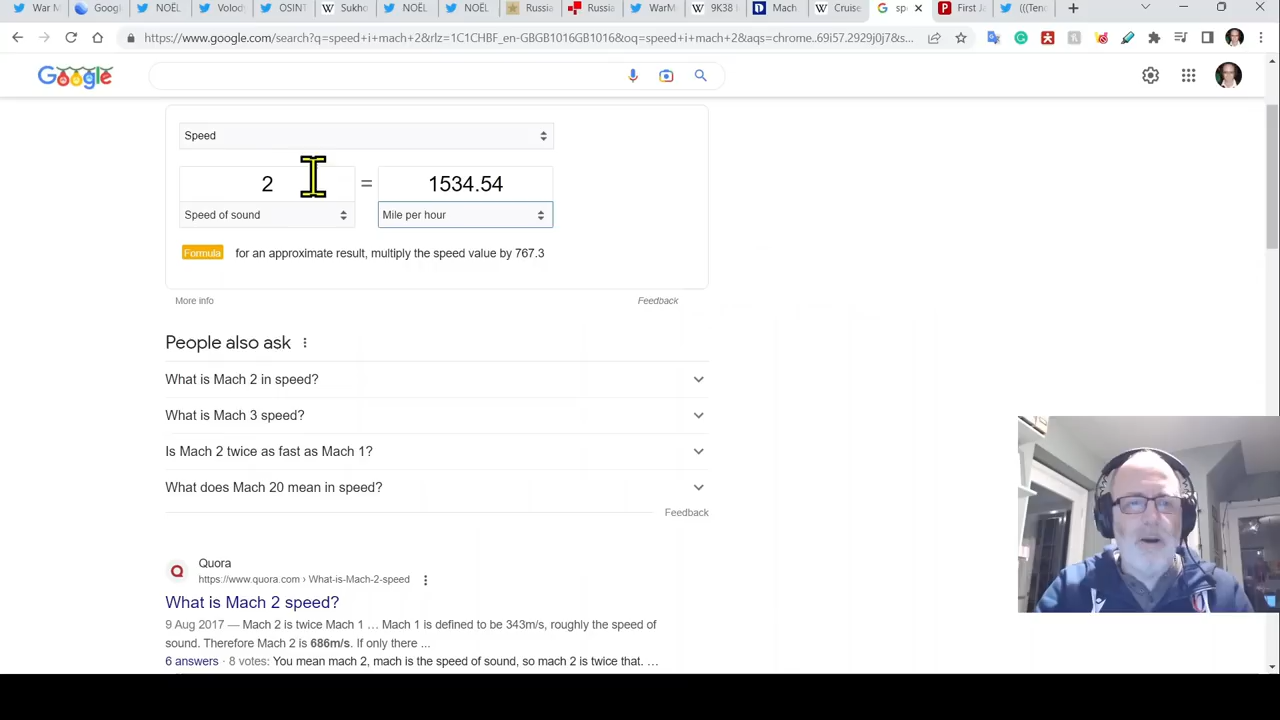 War M
Googl
NOËL
Volody
OSINT
Sukho
NOËL
NOËL
Russia
Russia
WarM
9K38
Mach
Cruise
sp
First J
(((Ten
https://www.google.com/search?q=speed+i+mach+2&rlz=1C1CHBF_en-GBGB1016GB1016&oq=speed+i+mach+2&aqs=chrome..69i57.2929j0j7&s...
Google
Speed
2 = 1534.54
Speed of sound Mile per hour
Formula for an approximate result, multiply the speed value by 767.3
More info Feedback
People also ask
What is Mach 2 in speed?
What is Mach 3 speed?
Is Mach 2 twice as fast as Mach 1?
What does Mach 20 mean in speed?
Feedback
Quora
https://www.quora.com › What-is-Mach-2-speed
What is Mach 2 speed?
9 Aug 2017 — Mach 2 is twice Mach 1 … Mach 1 is defined to be 343m/s, roughly the speed of
sound. Therefore Mach 2 is 686m/s. If only there ...
6 answers · 8 votes: You mean mach 2, mach is the speed of sound, so mach 2 is twice that. …